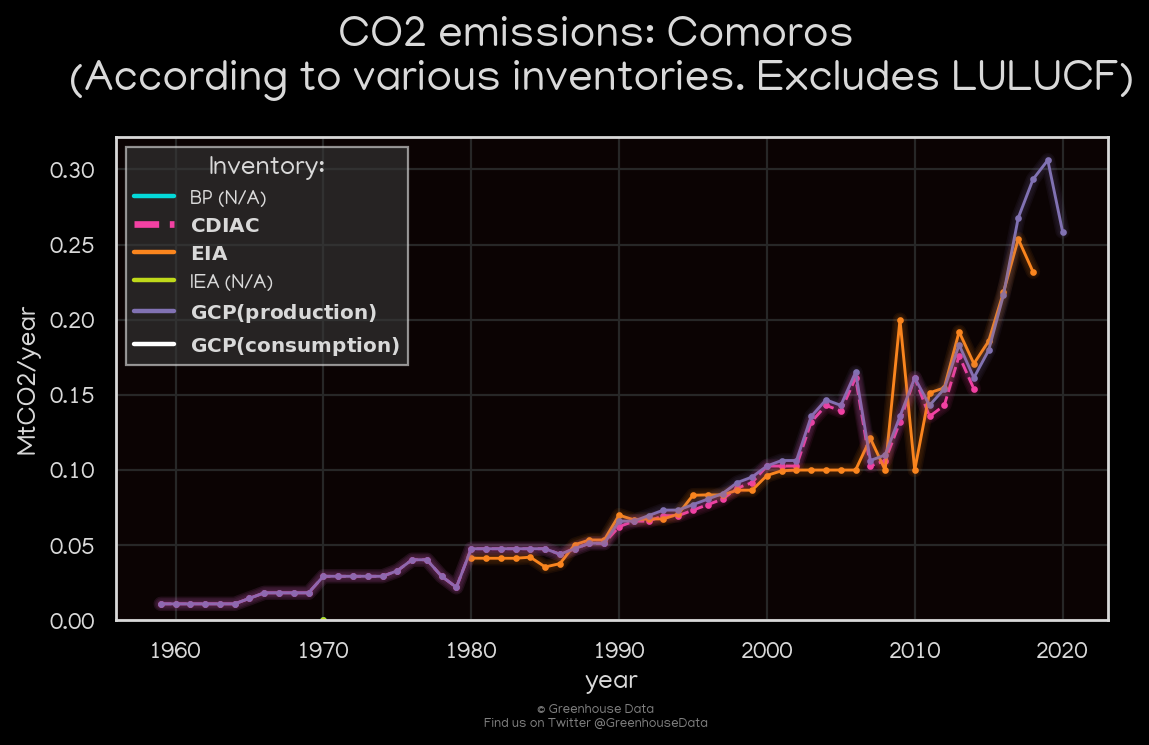 CO2 emissions: Comoros
(According to various inventories. Excludes LULUCF)
Inventory:
BP (N/A)
CDIAC
EIA
IEA (N/A)
GCP(production)
GCP(consumption)
MtCO2/year
0.30
0.25
0.20
0.15
0.10
0.05
0.00
1960 1970 1980 1990 2000 2010 2020
year
© Greenhouse Data
Find us on Twitter @GreenhouseData